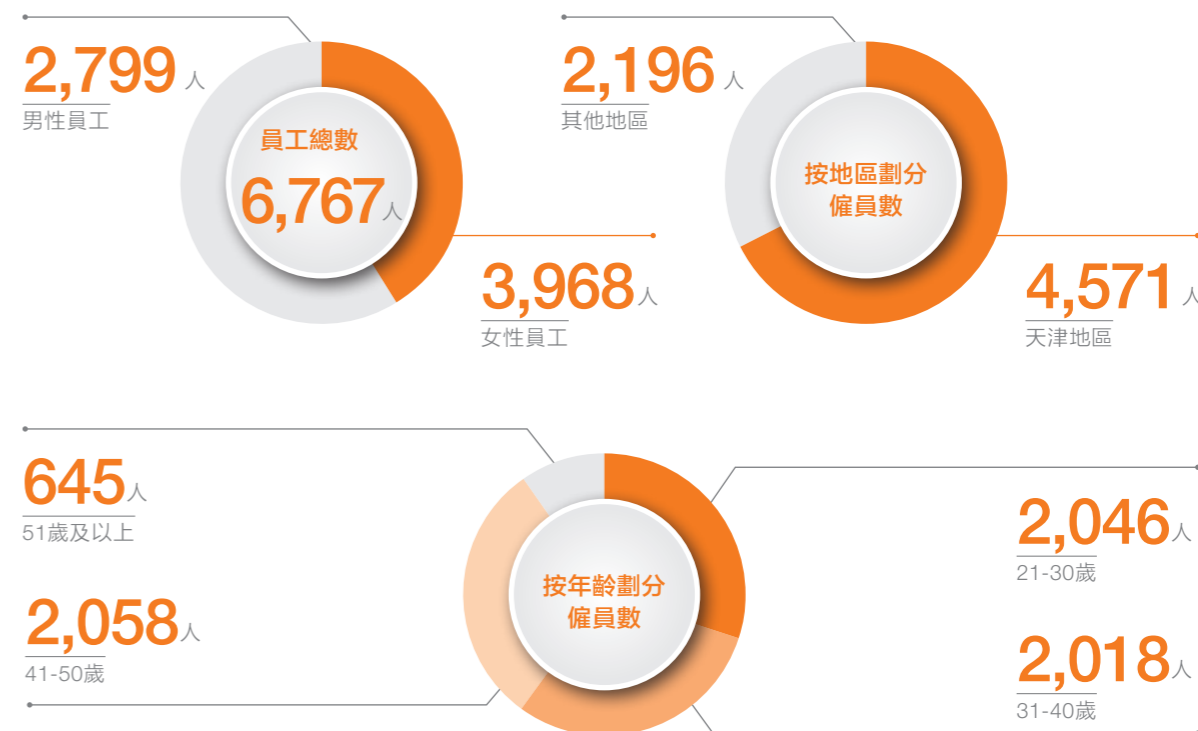 2,799人
男性員工
員工總數
6,767人
3,968人
女性員工
2,196人
其他地區
按地區劃分
僱員數
4,571人
天津地區
645人
51歲及以上
2,058人
41-50歲
按年齡劃分
僱員數
2,046人
21-30歲
2,018人
31-40歲